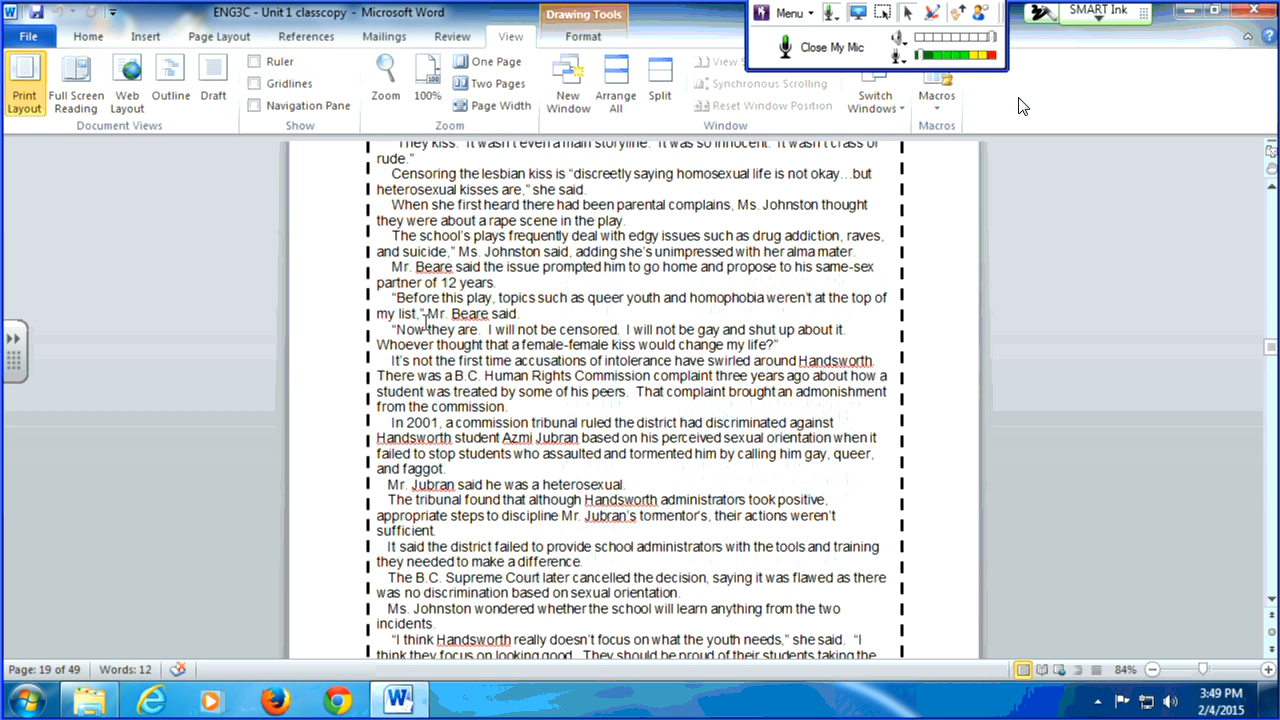 ENG3C - Unit 1 classcopy - Microsoft Word
Drawing Tools
Menu
SMART Ink
File
Home
Insert
Page Layout
References
Mailings
Review
View
Format
Close My Mic
Print Layout
Full Screen Reading
Web Layout
Outline
Draft
Document Views
Ruler
Gridlines
Navigation Pane
Show
Zoom
100%
One Page
Two Pages
Page Width
Zoom
New Window
Arrange All
Split
View S
Synchronous Scrolling
Reset Window Position
Window
Switch Windows
Macros
Macros
"They kiss. It wasn't even a main storyline. It was so innocent. It wasn't crass or
rude."
Censoring the lesbian kiss is "discreetly saying homosexual life is not okay…but
heterosexual kisses are," she said.
When she first heard there had been parental complains, Ms. Johnston thought
they were about a rape scene in the play.
The school's plays frequently deal with edgy issues such as drug addiction, raves,
and suicide," Ms. Johnston said, adding she's unimpressed with her alma mater.
Mr. Beare said the issue prompted him to go home and propose to his same-sex
partner of 12 years.
"Before this play, topics such as queer youth and homophobia weren't at the top of
my list," Mr. Beare said.
"Now they are. I will not be censored. I will not be gay and shut up about it.
Whoever thought that a female-female kiss would change my life?"
It's not the first time accusations of intolerance have swirled around Handsworth.
There was a B.C. Human Rights Commission complaint three years ago about how a
student was treated by some of his peers. That complaint brought an admonishment
from the commission.
In 2001, a commission tribunal ruled the district had discriminated against
Handsworth student Azmi Jubran based on his perceived sexual orientation when it
failed to stop students who assaulted and tormented him by calling him gay, queer,
and faggot.
Mr. Jubran said he was a heterosexual.
The tribunal found that although Handsworth administrators took positive,
appropriate steps to discipline Mr. Jubran's tormentor's, their actions weren't
sufficient.
It said the district failed to provide school administrators with the tools and training
they needed to make a difference.
The B.C. Supreme Court later cancelled the decision, saying it was flawed as there
was no discrimination based on sexual orientation.
Ms. Johnston wondered whether the school will learn anything from the two
incidents.
"I think Handsworth really doesn't focus on what the youth needs," she said. "I
think they focus on looking good. They should be proud of their students taking the
Page: 19 of 49
Words: 12
84%
3:49 PM
2/4/2015